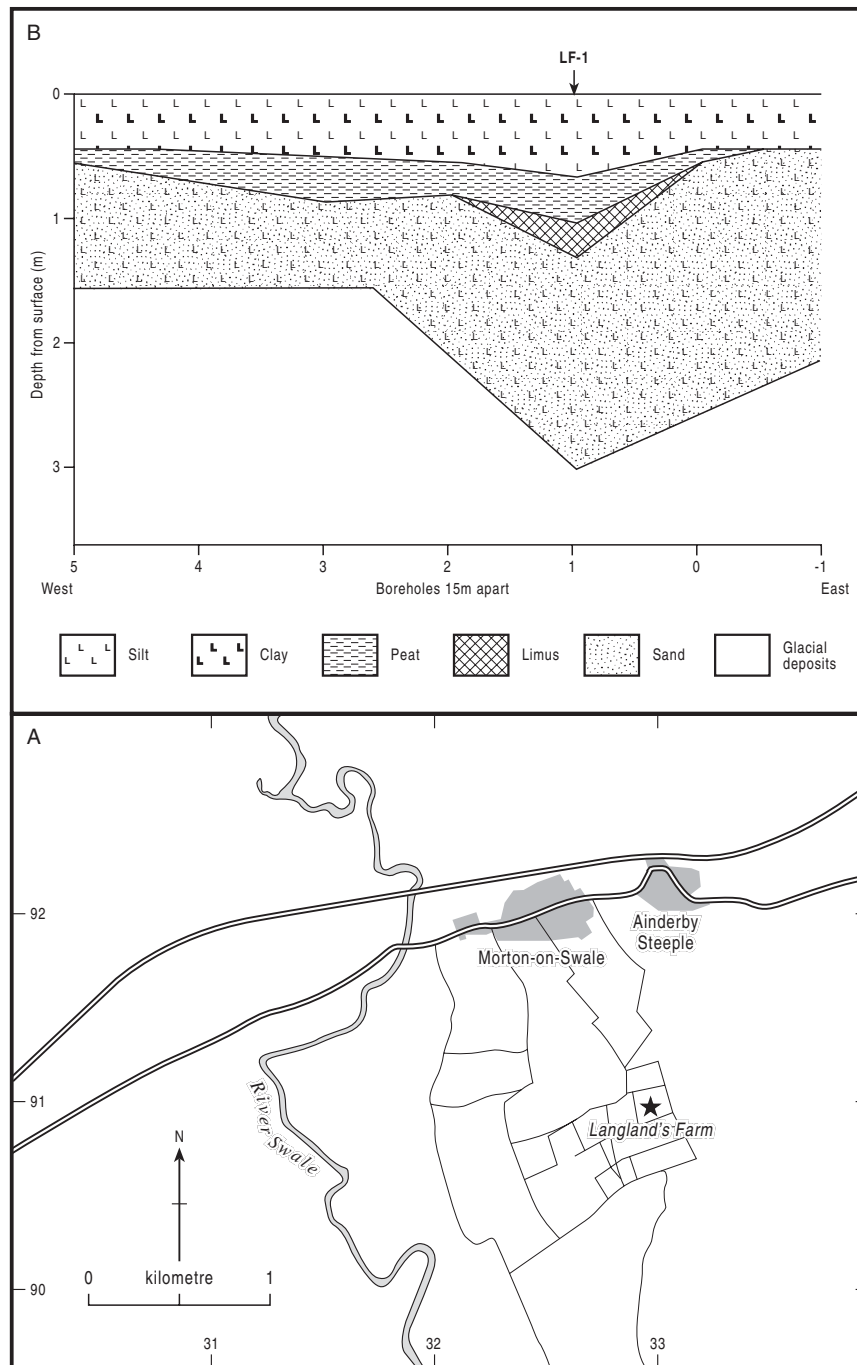 B
LF-1
0
1
2
3
Depth from surface (m)
5 4 3 2 1 0 -1
West Boreholes 15m apart East
Silt Clay Peat Limus Sand Glacial deposits
A
92
91
90
Ainderby
Steeple
Morton-on-Swale
Langland's Farm
River Swale
N
0 kilometre 1
31 32 33